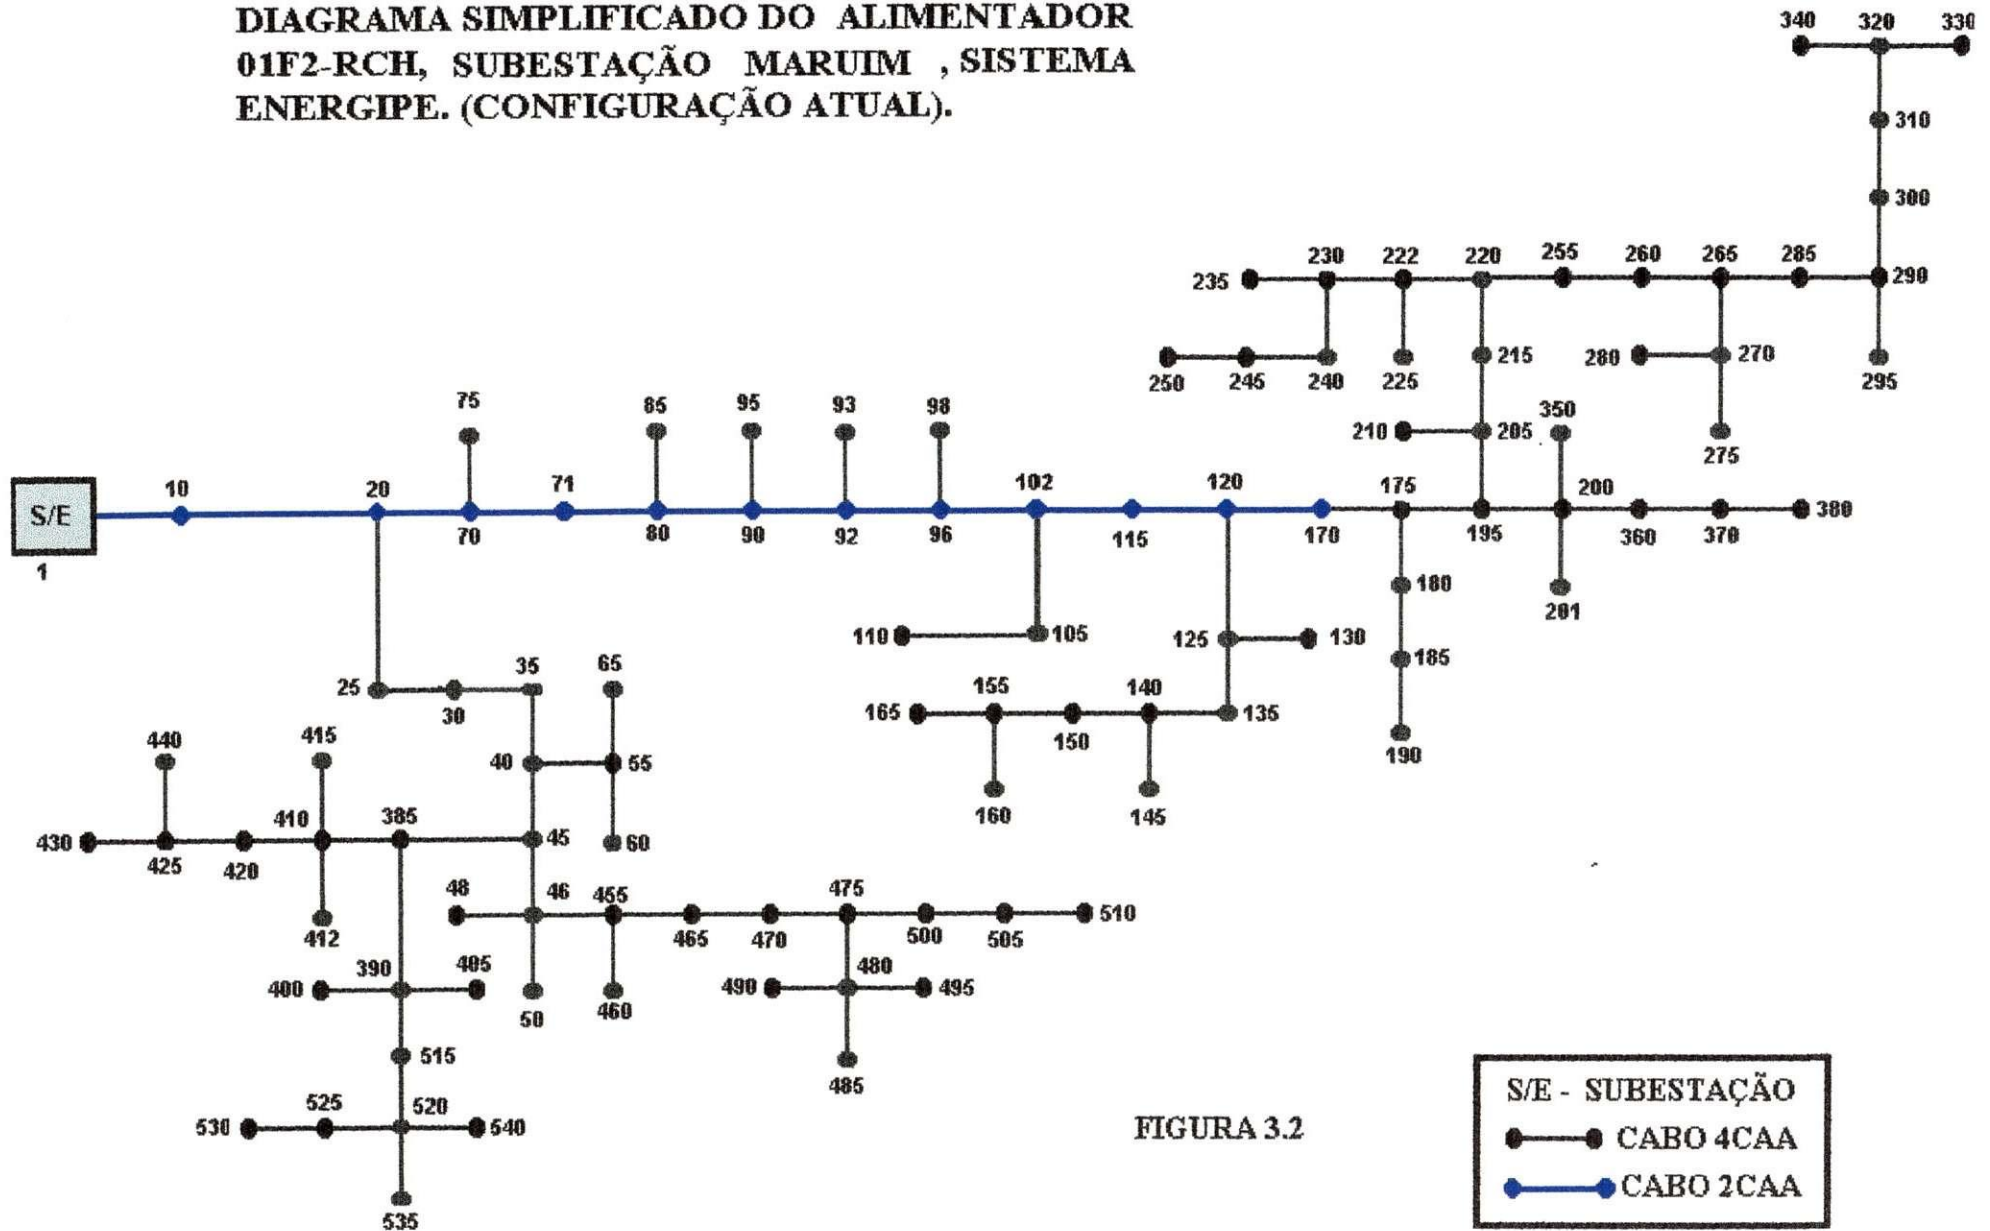 DIAGRAMA SIMPLIFICADO DO ALIMENTADOR
01F2-RCH, SUBESTAÇÃO MARUIM , SISTEMA
ENERGIPE. (CONFIGURAÇÃO ATUAL).
340 320 330
310
300
230 222 220 255 260 265 285
235 290
215 280 270
250 245 240 225 295
350
75 85 95 93 98
210 205
275
10 20 71 102 120 175 200
S/E
380
70 80 90 92 96 115 170 195 360 370
1
180
201
110 105 125 130
185
35 65
25
155 140
165 135
30
150
190
440 415
40 55
160 145
410 385
430 45 60
425 420
48 46 455 475
510
412 465 470 500 505
390 405 480
400 490 495
50 460
515
485
525 520
530 540
535
FIGURA 3.2
S/E - SUBESTAÇÃO
CABO 4CAA
CABO 2CAA